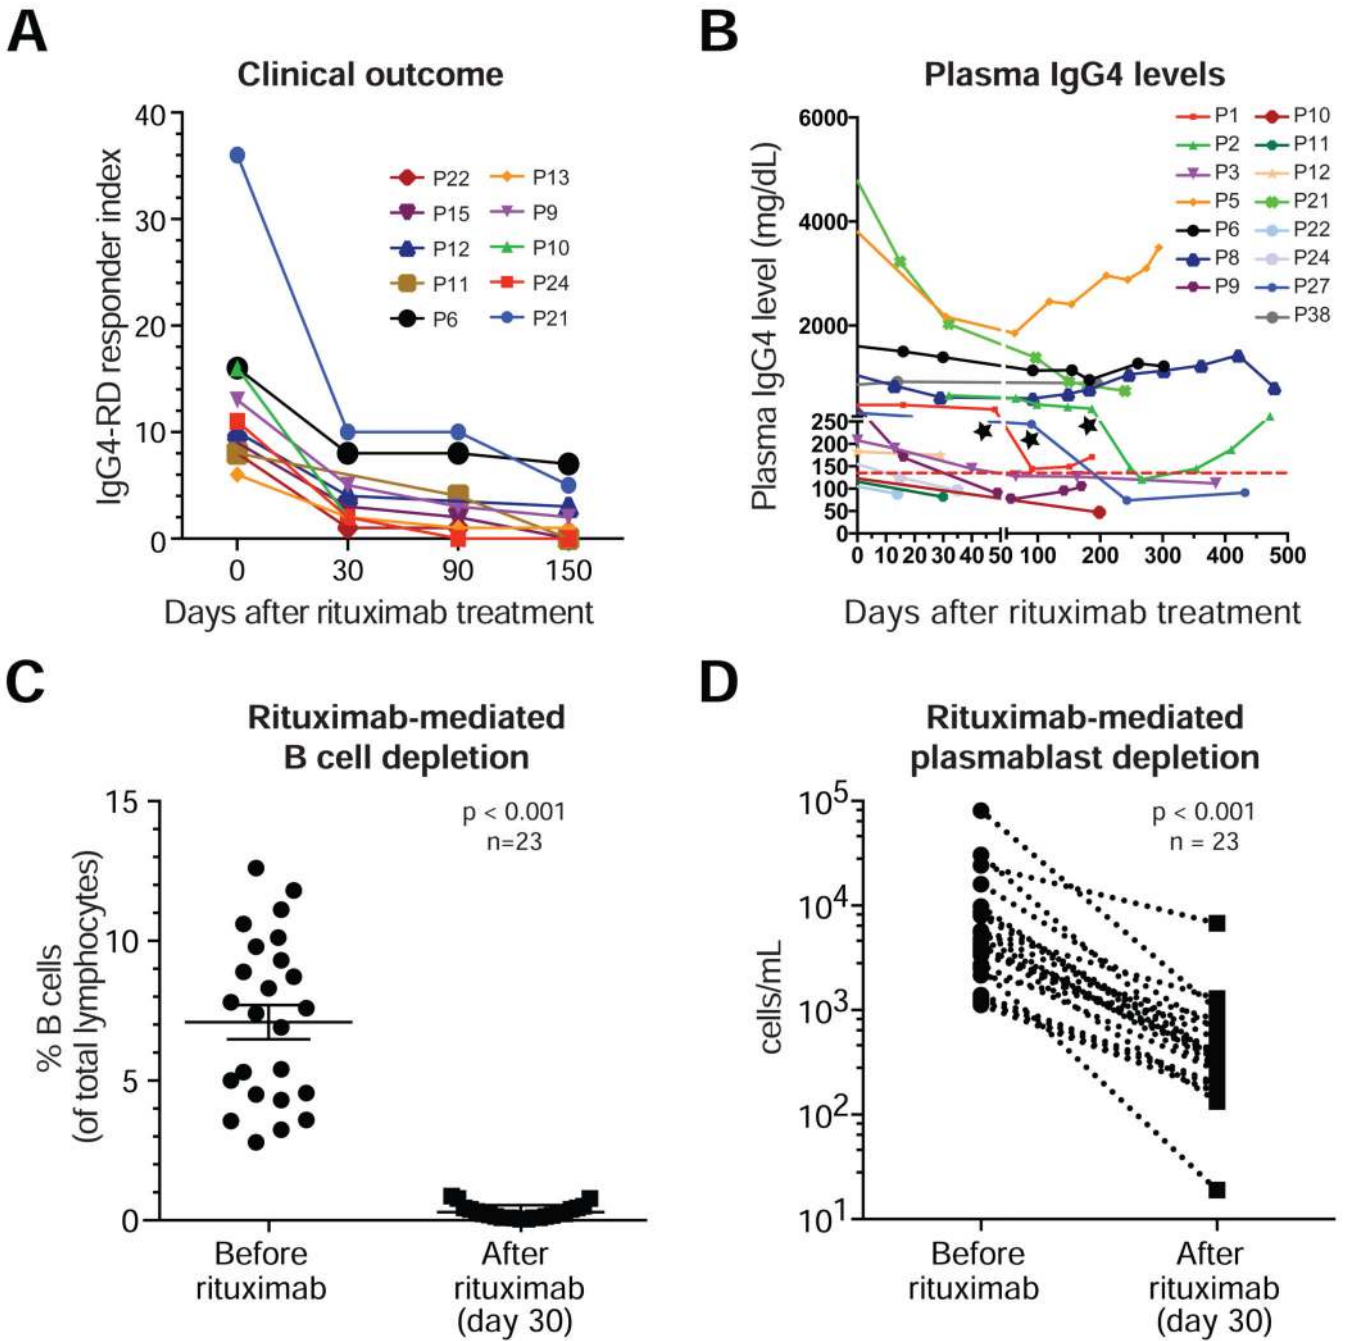 A
Clinical outcome
IgG4-RD responder index
40
30
20
10
0
P22 P13
P15 P9
P12 P10
P11 P24
P6 P21
0 30 90 150
Days after rituximab treatment
B
Plasma IgG4 levels
Plasma IgG4 level (mg/dL)
6000
4000
2000
250
200
150
100
50
0
P1 P10
P2 P11
P3 P12
P5 P21
P6 P22
P8 P24
P9 P27
P38
0 10 20 30 40 50 100 200 300 400 500
Days after rituximab treatment
C
Rituximab-mediated
B cell depletion
% B cells
(of total lymphocytes)
15
10
5
0
p < 0.001
n=23
Before
rituximab
After
rituximab
(day 30)
D
Rituximab-mediated
plasmablast depletion
cells/mL
10⁵
10⁴
10³
10²
10¹
p < 0.001
n = 23
Before
rituximab
After
rituximab
(day 30)